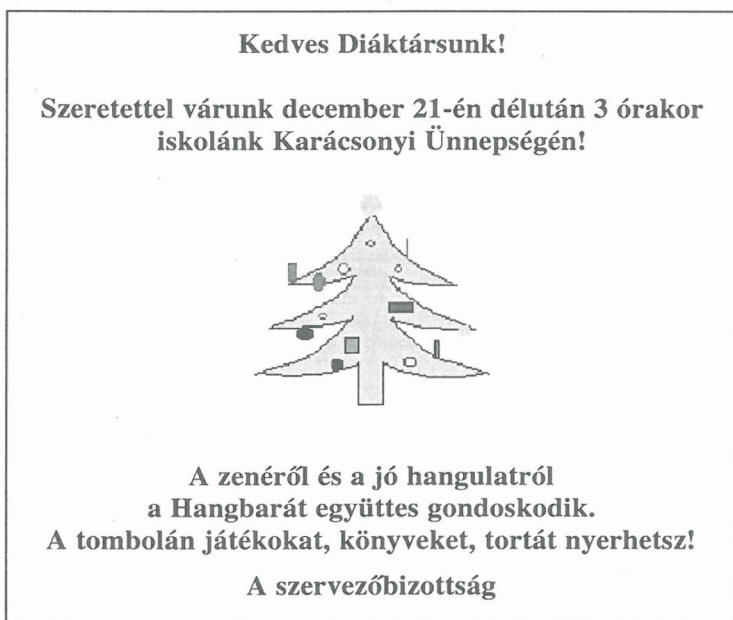 Kedves Diáktársunk!
Szeretettel várunk december 21-én délután 3 órakor
iskolánk Karácsonyi Ünnepségén!
A zenéről és a jó hangulatról
a Hangbarát együttes gondoskodik.
A tombolán játékokat, könyveket, tortát nyerhetsz!
A szervezőbizottság